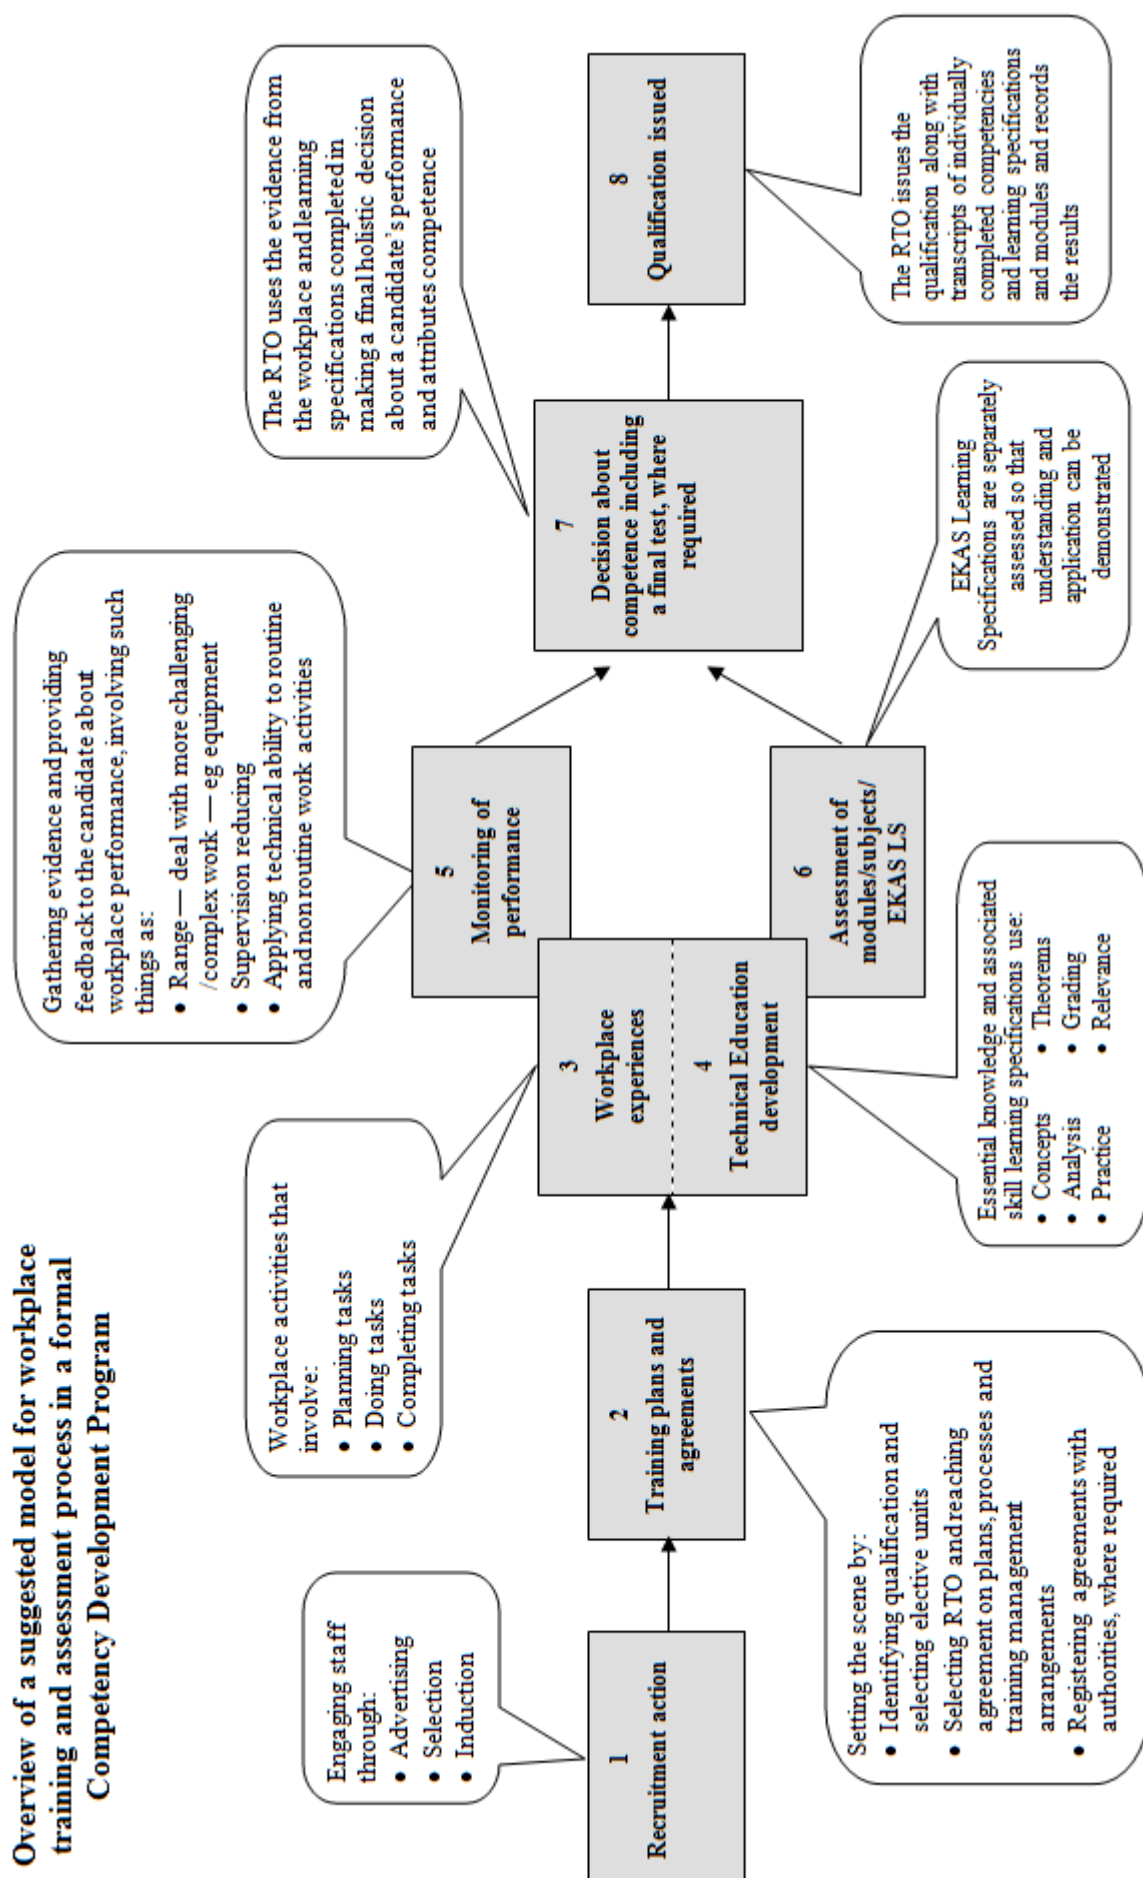 Overview of a suggested model for workplace
training and assessment process in a formal
Competency Development Program
Engaging staff
through:
• Advertising
• Selection
• Induction
1
Recruitment action
Setting the scene by:
• Identifying qualification and
selecting elective units
• Selecting RTO and reaching
agreement on plans, processes and
training management
arrangements
• Registering agreements with
authorities, where required
2
Training plans and
agreements
Workplace activities that
involve:
• Planning tasks
• Doing tasks
• Completing tasks
3
Workplace
experiences
4
Technical Education
development
Essential knowledge and associated
skill learning specifications use:
• Concepts • Theorems
• Analysis • Grading
• Practice • Relevance
Gathering evidence and providing
feedback to the candidate about
workplace performance, involving such
things as:
• Range — deal with more challenging
/complex work — eg equipment
• Supervision reducing
• Applying technical ability to routine
and non routine work activities
5
Monitoring of
performance
6
Assessment of
modules/subjects/
EKAS LS
EKAS Learning
Specifications are separately
assessed so that
understanding and
application can be
demonstrated
The RTO uses the evidence from
the workplace and learning
specifications completed in
making a final holistic decision
about a candidate's performance
and attributes competence
7
Decision about
competence including
a final test, where
required
8
Qualification issued
The RTO issues the
qualification along with
transcripts of individually
completed competencies
and learning specifications
and modules and records
the results